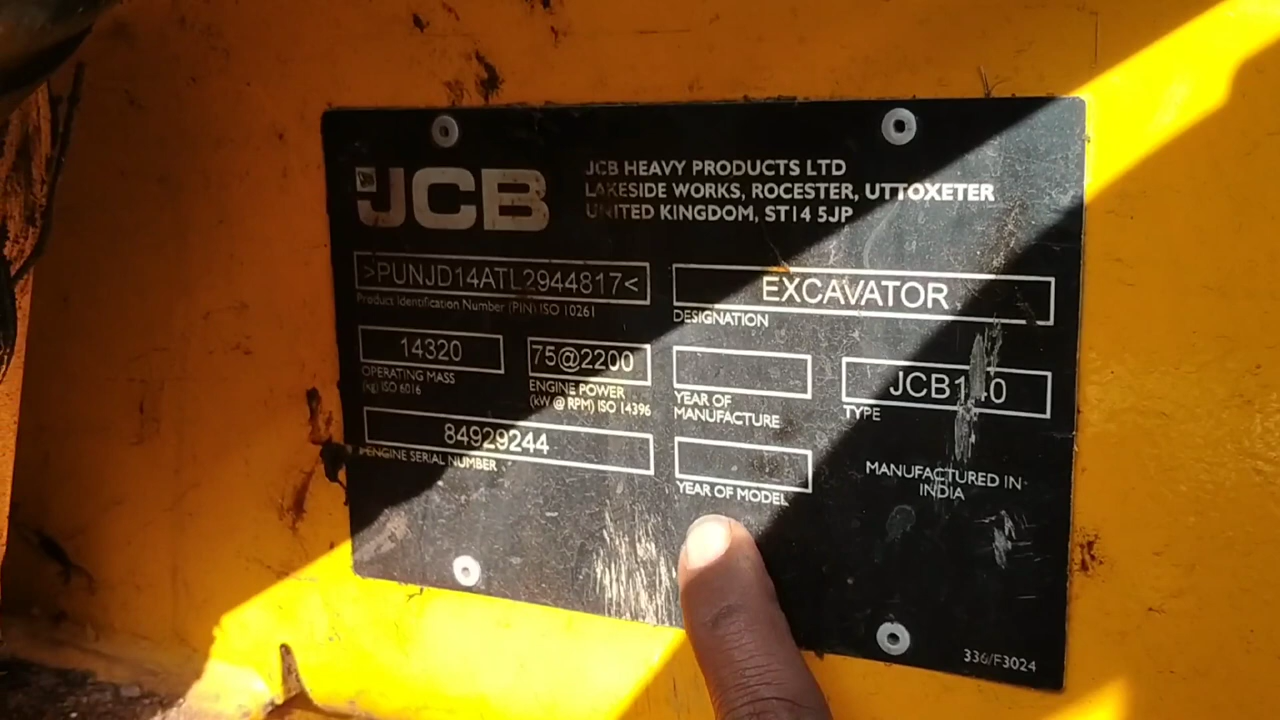 JCB
JCB HEAVY PRODUCTS LTD
LAKESIDE WORKS, ROCESTER, UTTOXETER
UNITED KINGDOM, ST14 5JP
>PUNJD14ATL2944817<
Product Identification Number (PIN) ISO 10261
EXCAVATOR
DESIGNATION
14320
OPERATING MASS
(kg) ISO 6016
75@2200
ENGINE POWER
(kW @ RPM) ISO 14396
YEAR OF
MANUFACTURE
JCB140
TYPE
84929244
ENGINE SERIAL NUMBER
YEAR OF MODEL
MANUFACTURED IN
INDIA
336/F3024